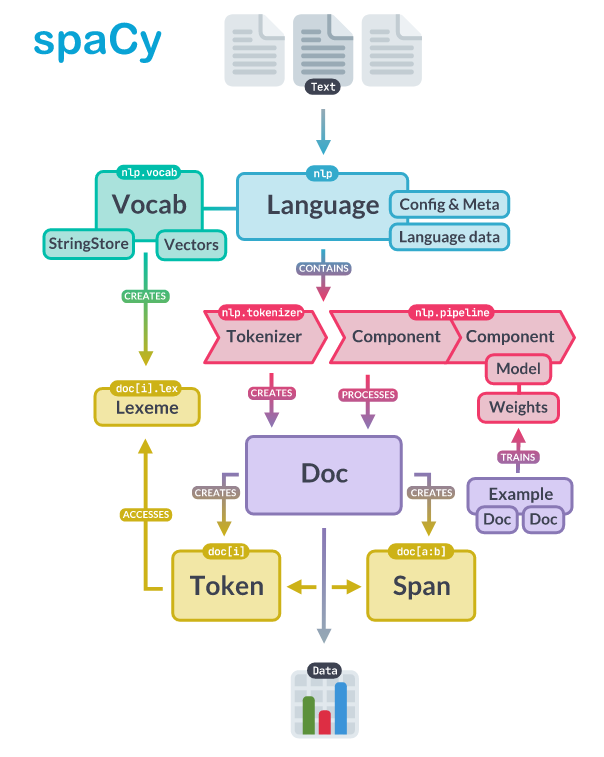 spaCy
Text
nlp.vocab
Vocab
StringStore
Vectors
nlp
Language
Config & Meta
Language data
CREATES
CONTAINS
nlp.tokenizer
Tokenizer
nlp.pipeline
Component
Component
Model
Weights
doc[i].lex
Lexeme
CREATES
PROCESSES
TRAINS
Doc
Example
Doc
Doc
CREATES
CREATES
ACCESSES
doc[i]
Token
doc[a:b]
Span
Data